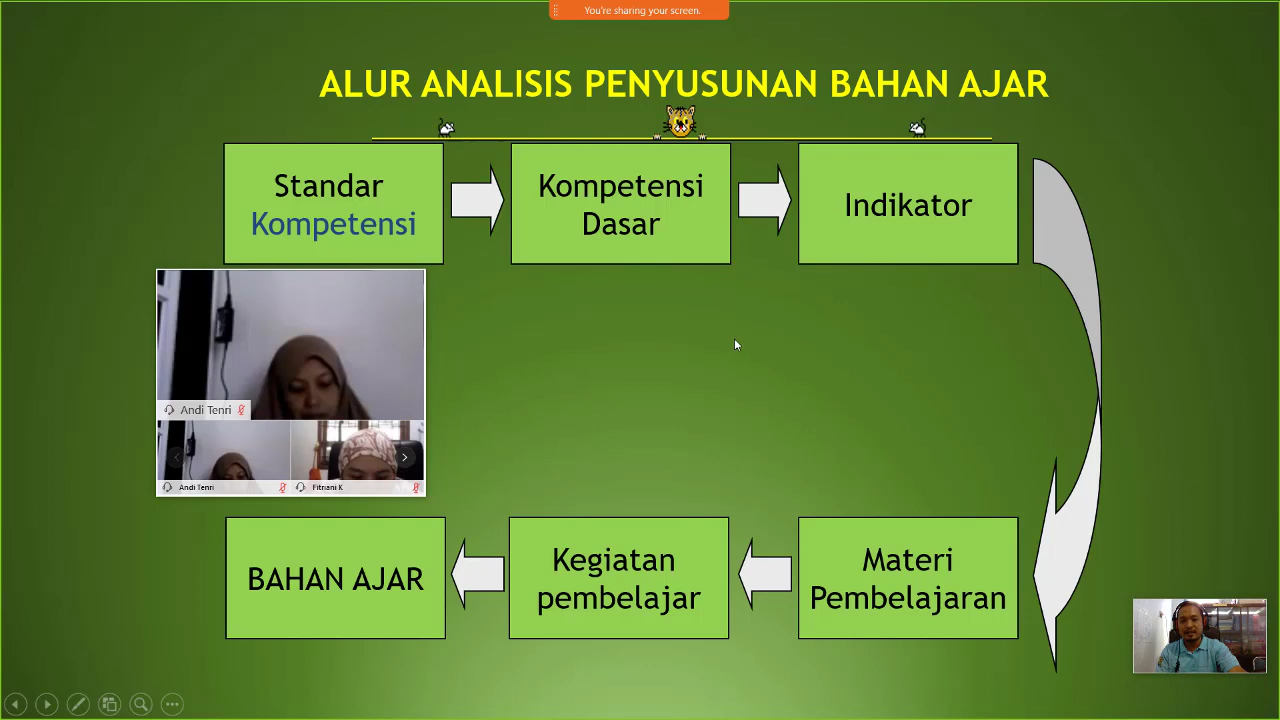 You're sharing your screen.
ALUR ANALISIS PENYUSUNAN BAHAN AJAR
Standar
Kompetensi
Kompetensi
Dasar
Indikator
Andi Tenri
Andi Tenri
Fitriani K
BAHAN AJAR
Kegiatan
pembelajar
Materi
Pembelajaran